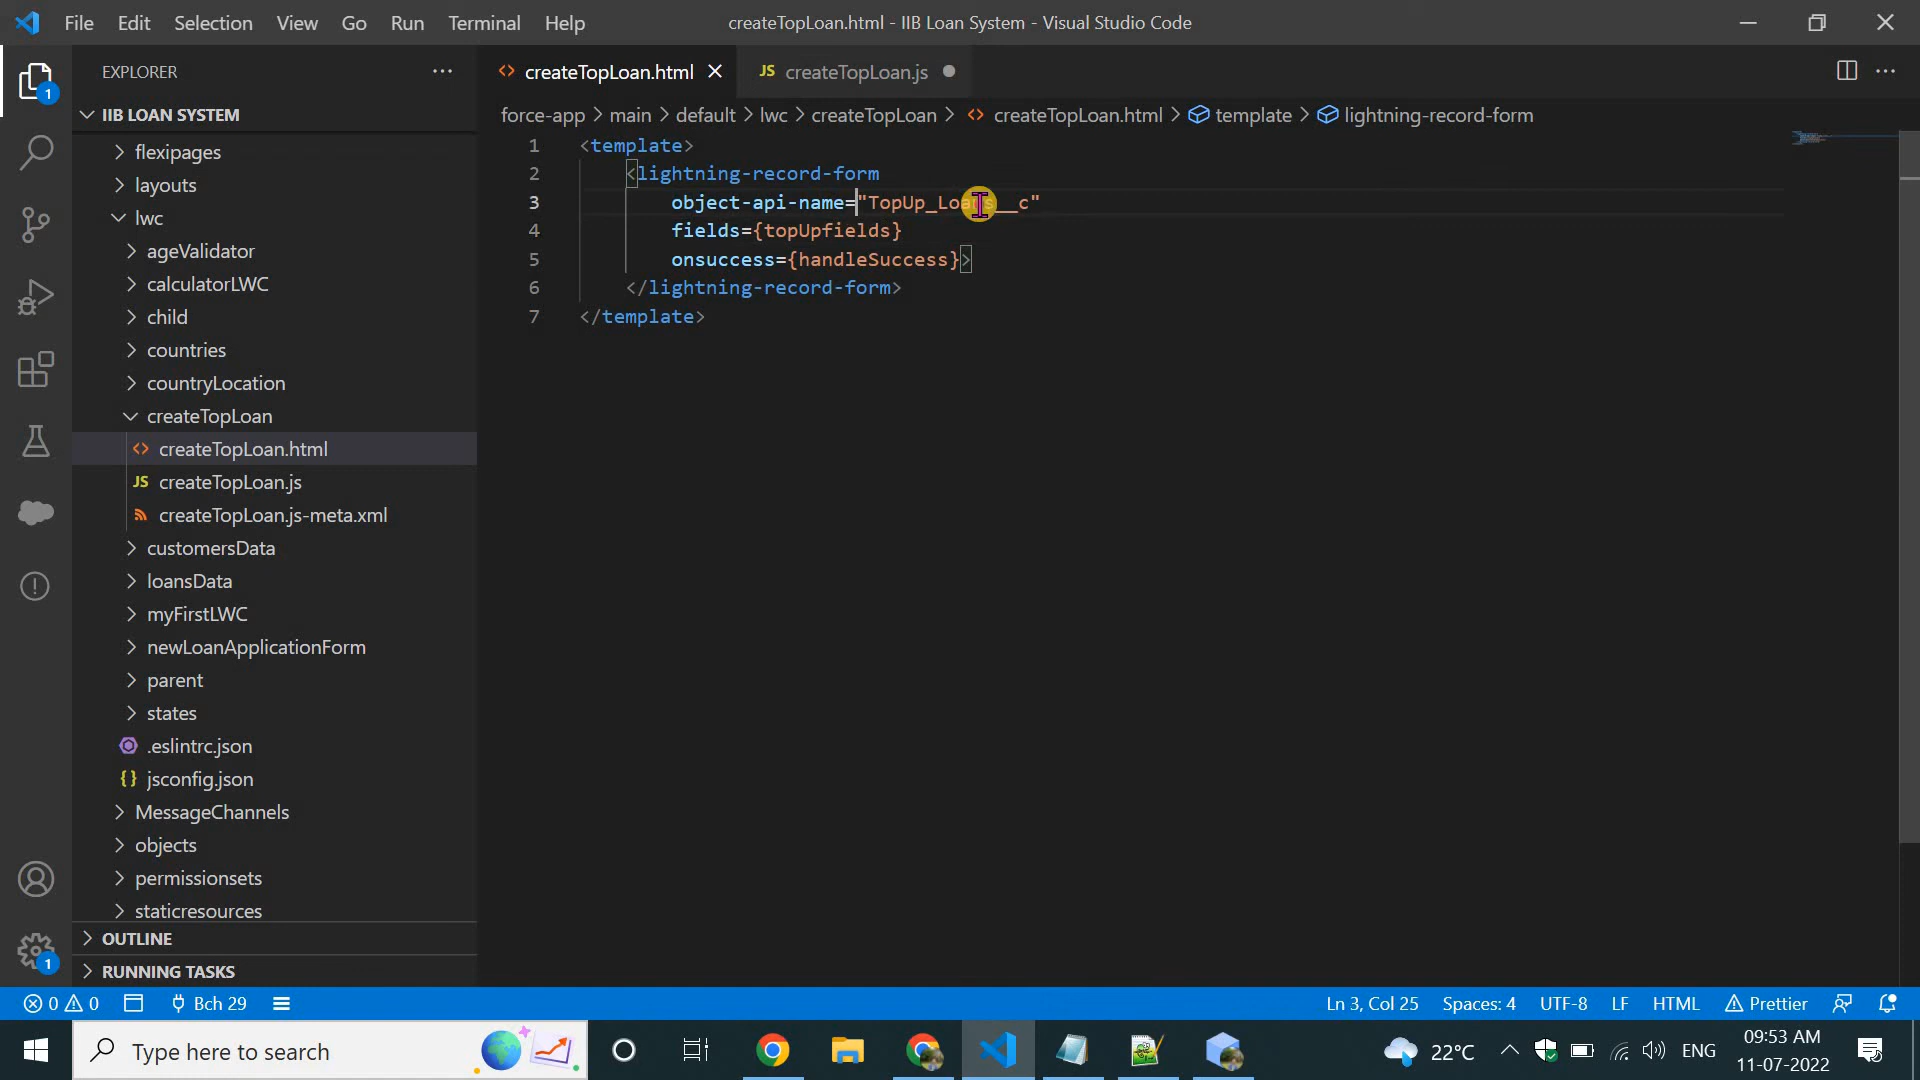 File Edit Selection View Go Run Terminal Help
createTopLoan.html - IIB Loan System - Visual Studio Code
EXPLORER
1
IIB LOAN SYSTEM
flexipages
layouts
lwc
ageValidator
calculatorLWC
child
countries
countryLocation
createTopLoan
<> createTopLoan.html
JS createTopLoan.js
createTopLoan.js-meta.xml
customersData
loansData
myFirstLWC
newLoanApplicationForm
parent
states
.eslintrc.json
{} jsconfig.json
MessageChannels
objects
permissionsets
staticresources
OUTLINE
RUNNING TASKS
1
<> createTopLoan.html
JS createTopLoan.js
force-app > main > default > lwc > createTopLoan > <> createTopLoan.html > template > lightning-record-form
1 <template>
2 <lightning-record-form
3 object-api-name="TopUp_Loans__c"
4 fields={topUpfields}
5 onsuccess={handleSuccess}>
6 </lightning-record-form>
7 </template>
0 0 Bch 29
Ln 3, Col 25 Spaces: 4 UTF-8 LF HTML Prettier
Type here to search
22°C
ENG
09:53 AM
11-07-2022